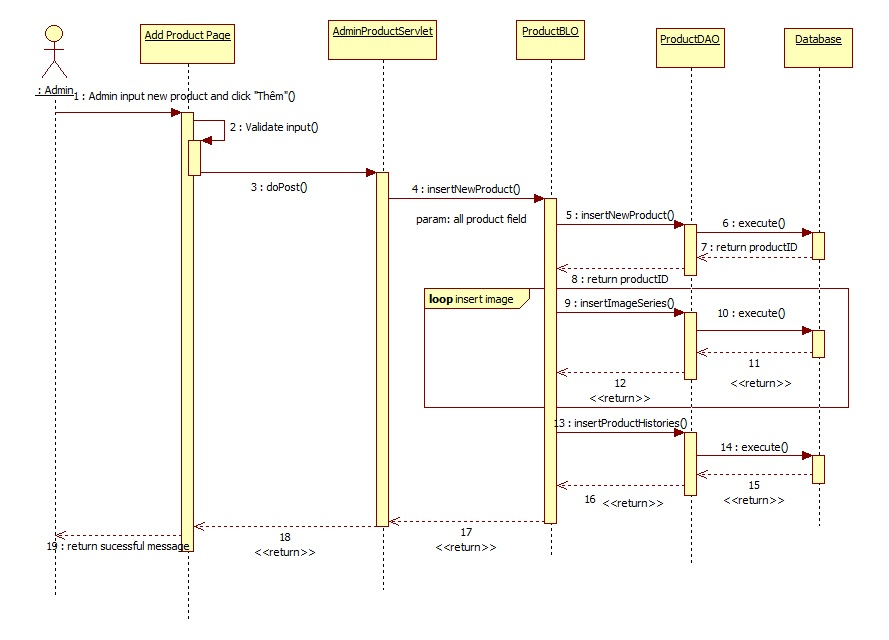 Add Product Page
AdminProductServlet
ProductBLO
ProductDAO
Database
: Admin
1 : Admin input new product and click "Thêm"()
2 : Validate input()
3 : doPost()
4 : insertNewProduct()
param: all product field
5 : insertNewProduct()
6 : execute()
7 : return productID
8 : return productID
loop insert image
9 : insertImageSeries()
10 : execute()
11
<<return>>
12
<<return>>
13 : insertProductHistories()
14 : execute()
15
<<return>>
16
<<return>>
17
<<return>>
18
<<return>>
19 : return sucessful message